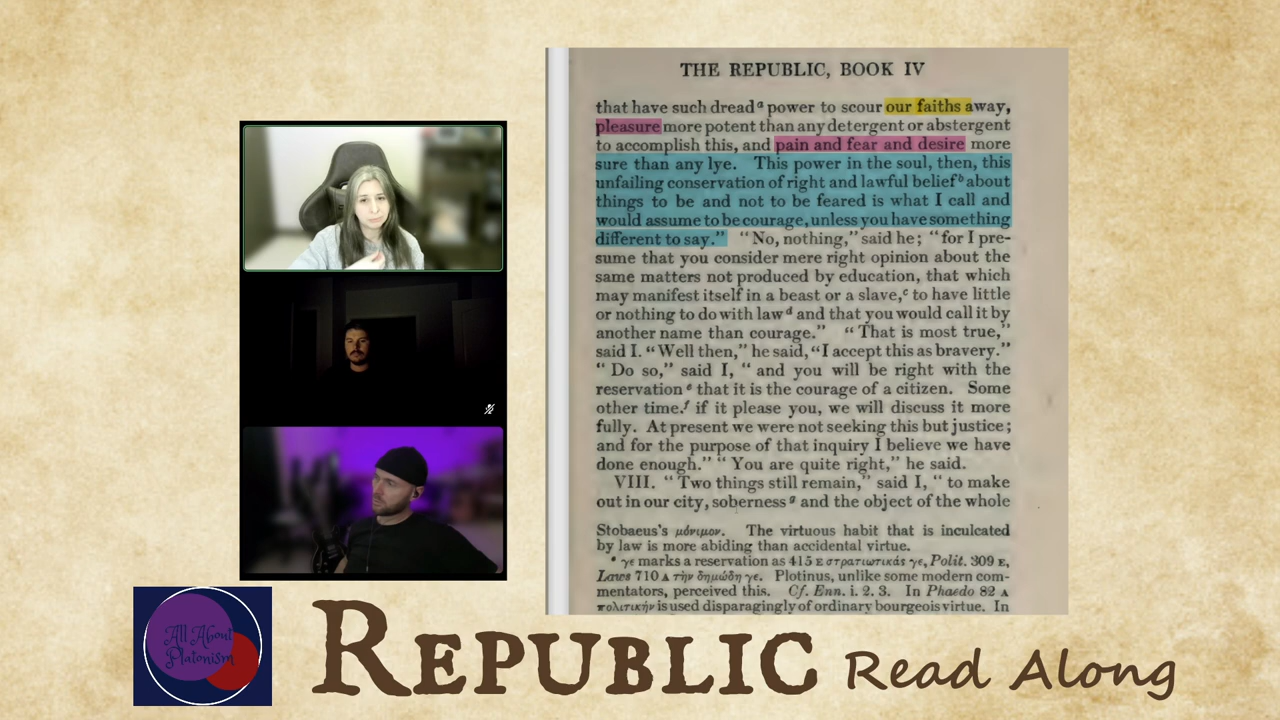 THE REPUBLIC, BOOK IV
that have such dreadᵃ power to scour our faiths away,
pleasure more potent than any detergent or abstergent
to accomplish this, and pain and fear and desire more
sure than any lye. This power in the soul, then, this
unfailing conservation of right and lawful beliefᵇ about
things to be and not to be feared is what I call and
would assume to be courage, unless you have something
different to say.” “No, nothing,” said he; “for I pre-
sume that you consider mere right opinion about the
same matters not produced by education, that which
may manifest itself in a beast or a slave,ᶜ to have little
or nothing to do with lawᵈ and that you would call it by
another name than courage.” “That is most true,”
said I. “Well then,” he said, “I accept this as bravery.”
“Do so,” said I, “and you will be right with the
reservationᵉ that it is the courage of a citizen. Some
other time,ᶠ if it please you, we will discuss it more
fully. At present we were not seeking this but justice;
and for the purpose of that inquiry I believe we have
done enough.” “You are quite right,” he said.
VIII. “Two things still remain,” said I, “to make
out in our city, sobernessᵍ and the object of the whole
Stobaeus's μόνιμον. The virtuous habit that is inculcated
by law is more abiding than accidental virtue.
ᵉ γε marks a reservation as 415 E στρατιωτικάς γε, Polit. 309 E,
Laws 710 A τὴν δημώδη γε. Plotinus, unlike some modern com-
mentators, perceived this. Cf. Enn. i. 2. 3. In Phaedo 82 A
πολιτικήν is used disparagingly of ordinary bourgeois virtue. In
All About
Platonism
REPUBLIC Read Along